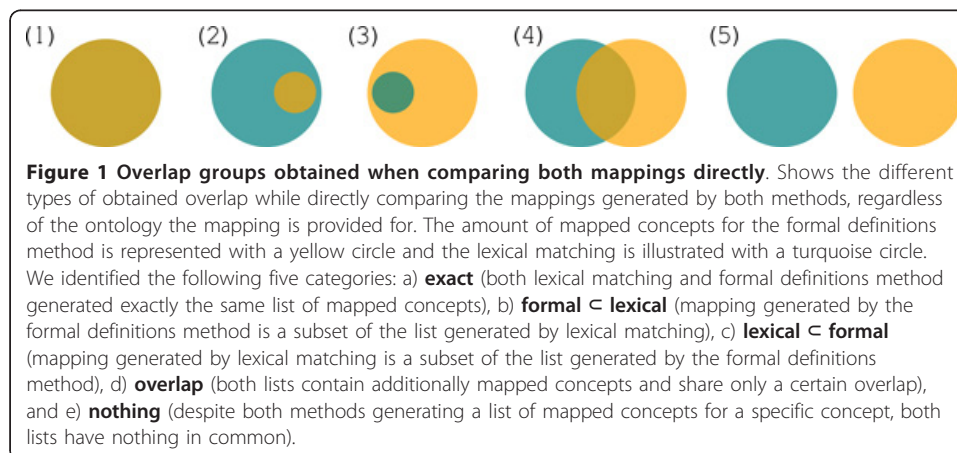 (1) (2) (3) (4) (5)
Figure 1 Overlap groups obtained when comparing both mappings directly. Shows the different
types of obtained overlap while directly comparing the mappings generated by both methods, regardless
of the ontology the mapping is provided for. The amount of mapped concepts for the formal definitions
method is represented with a yellow circle and the lexical matching is illustrated with a turquoise circle.
We identified the following five categories: a) exact (both lexical matching and formal definitions method
generated exactly the same list of mapped concepts), b) formal ⊂ lexical (mapping generated by the
formal definitions method is a subset of the list generated by lexical matching), c) lexical ⊂ formal
(mapping generated by lexical matching is a subset of the list generated by the formal definitions
method), d) overlap (both lists contain additionally mapped concepts and share only a certain overlap),
and e) nothing (despite both methods generating a list of mapped concepts for a specific concept, both
lists have nothing in common).